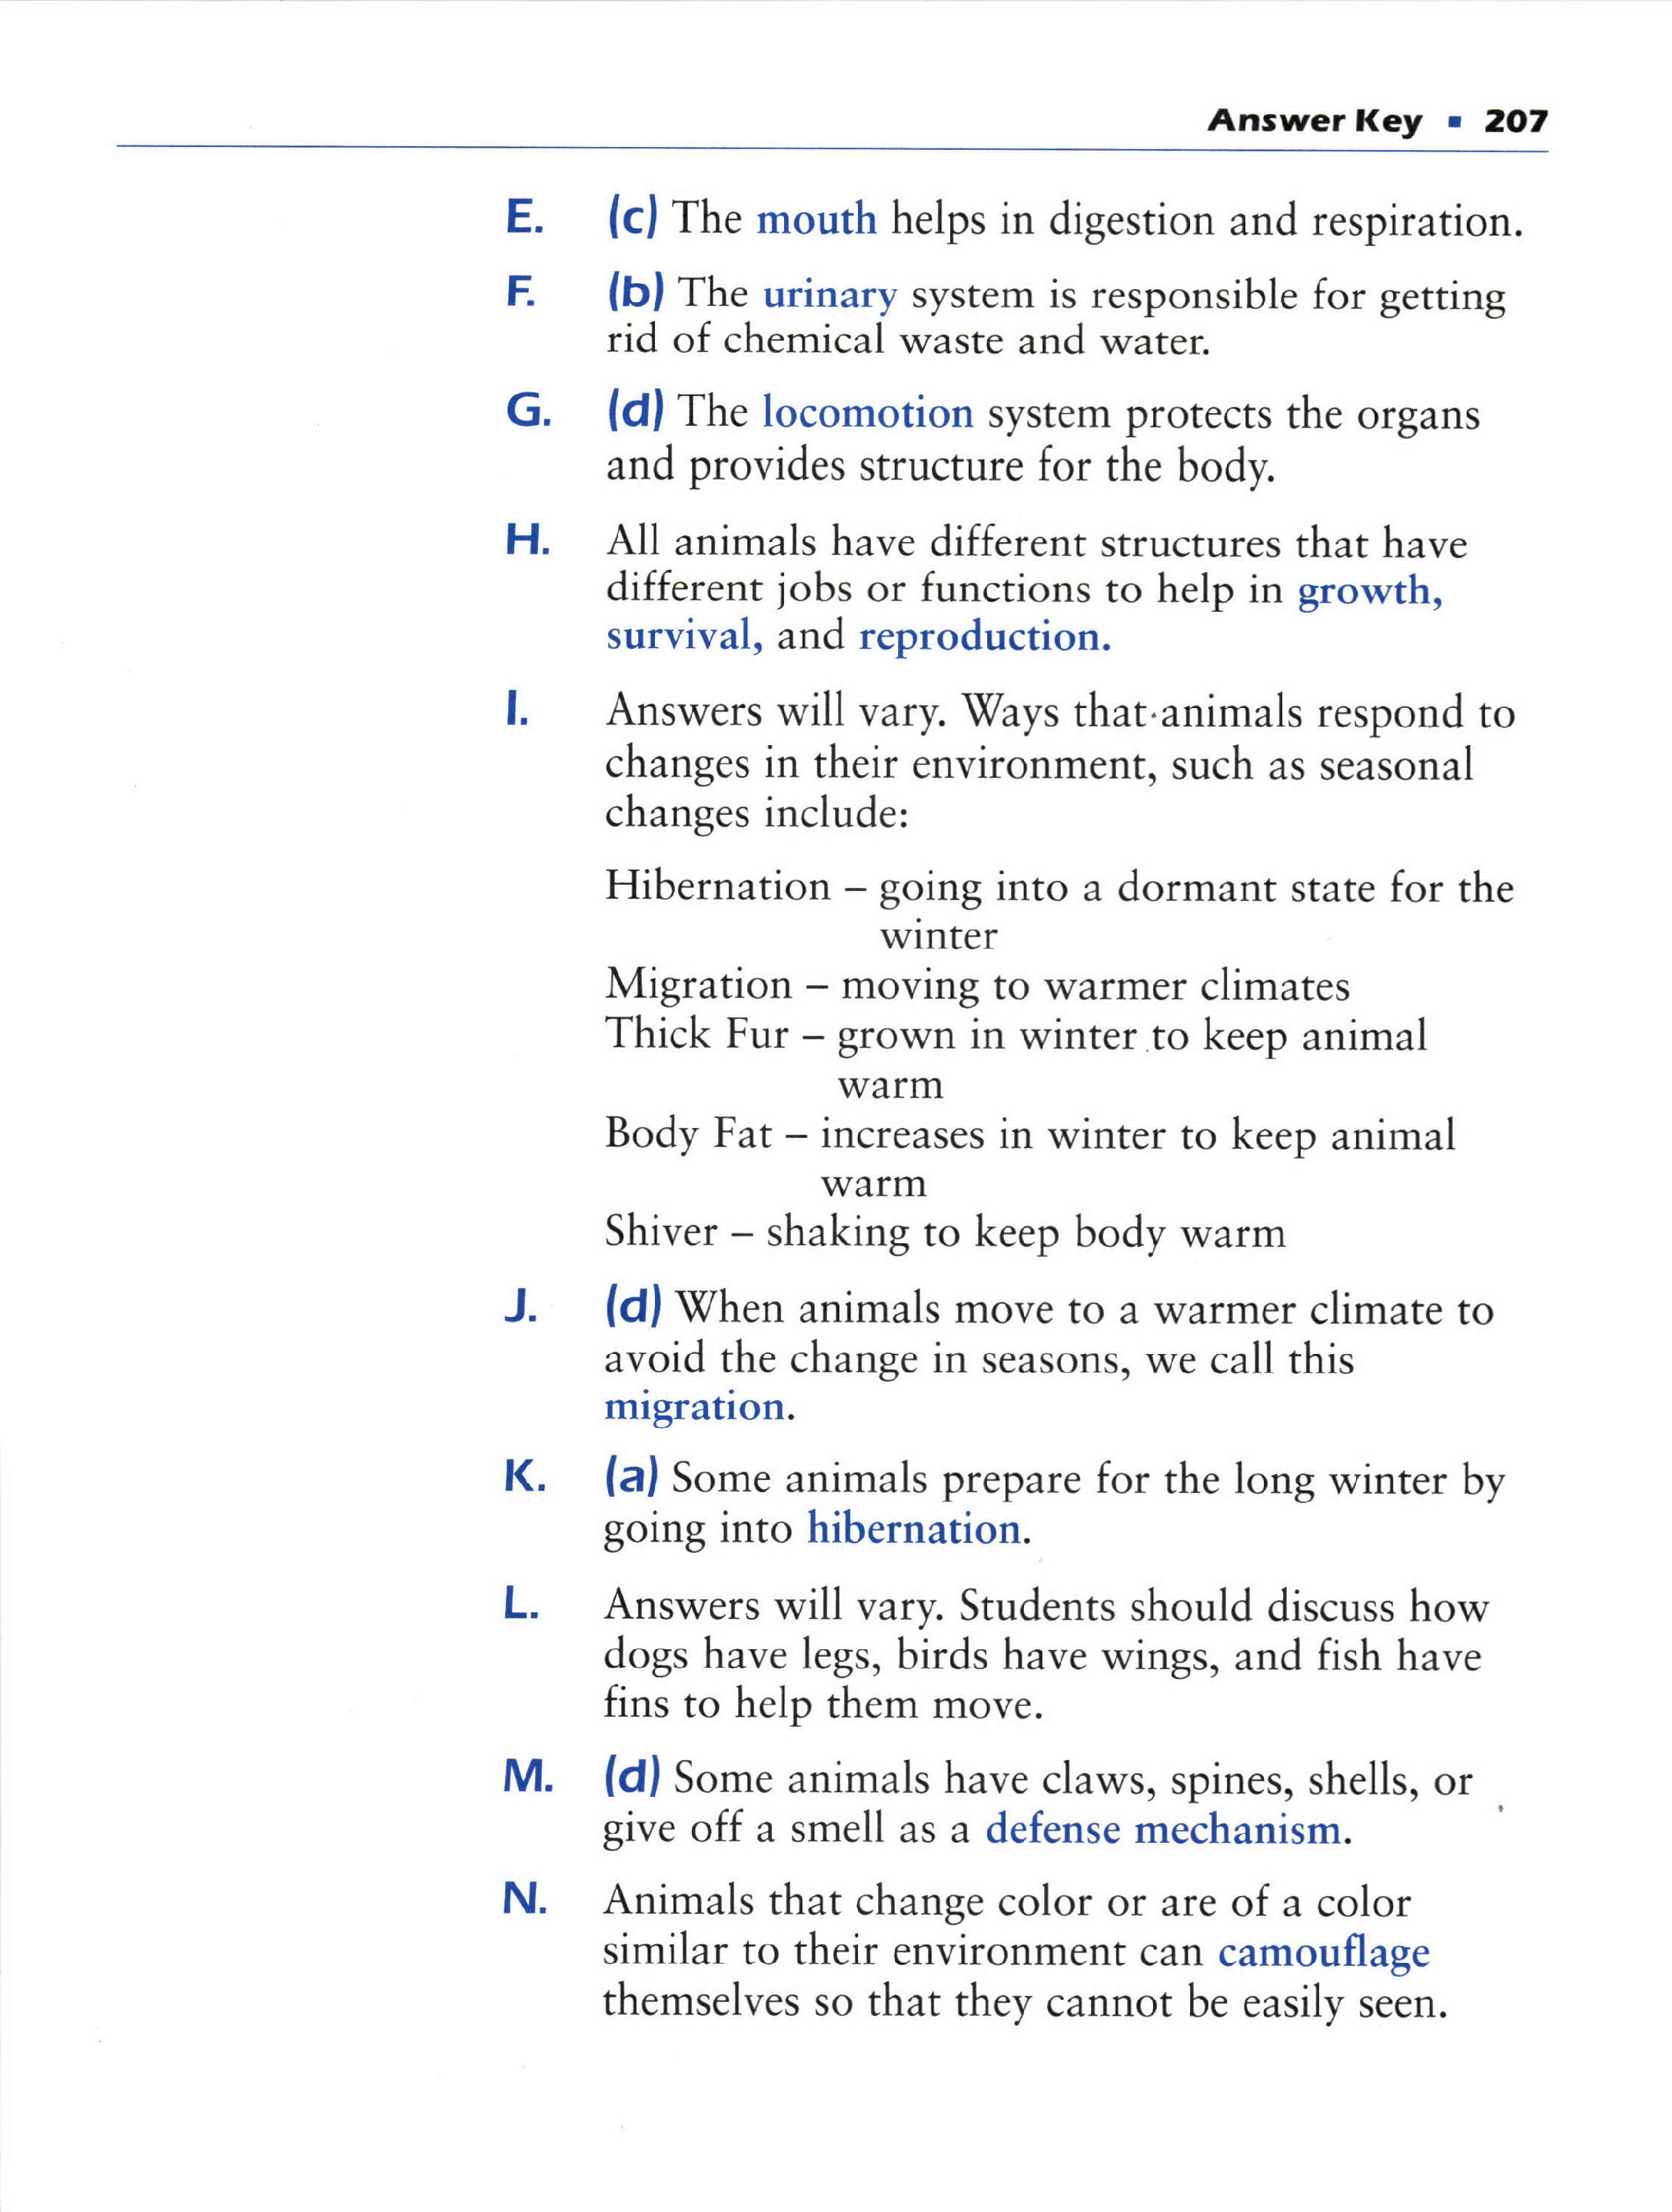 Answer Key ▪ 207
E. (c) The mouth helps in digestion and respiration.
F. (b) The urinary system is responsible for getting
rid of chemical waste and water.
G. (d) The locomotion system protects the organs
and provides structure for the body.
H. All animals have different structures that have
different jobs or functions to help in growth,
survival, and reproduction.
I. Answers will vary. Ways that animals respond to
changes in their environment, such as seasonal
changes include:
Hibernation – going into a dormant state for the
winter
Migration – moving to warmer climates
Thick Fur – grown in winter to keep animal
warm
Body Fat – increases in winter to keep animal
warm
Shiver – shaking to keep body warm
J. (d) When animals move to a warmer climate to
avoid the change in seasons, we call this
migration.
K. (a) Some animals prepare for the long winter by
going into hibernation.
L. Answers will vary. Students should discuss how
dogs have legs, birds have wings, and fish have
fins to help them move.
M. (d) Some animals have claws, spines, shells, or
give off a smell as a defense mechanism.
N. Animals that change color or are of a color
similar to their environment can camouflage
themselves so that they cannot be easily seen.